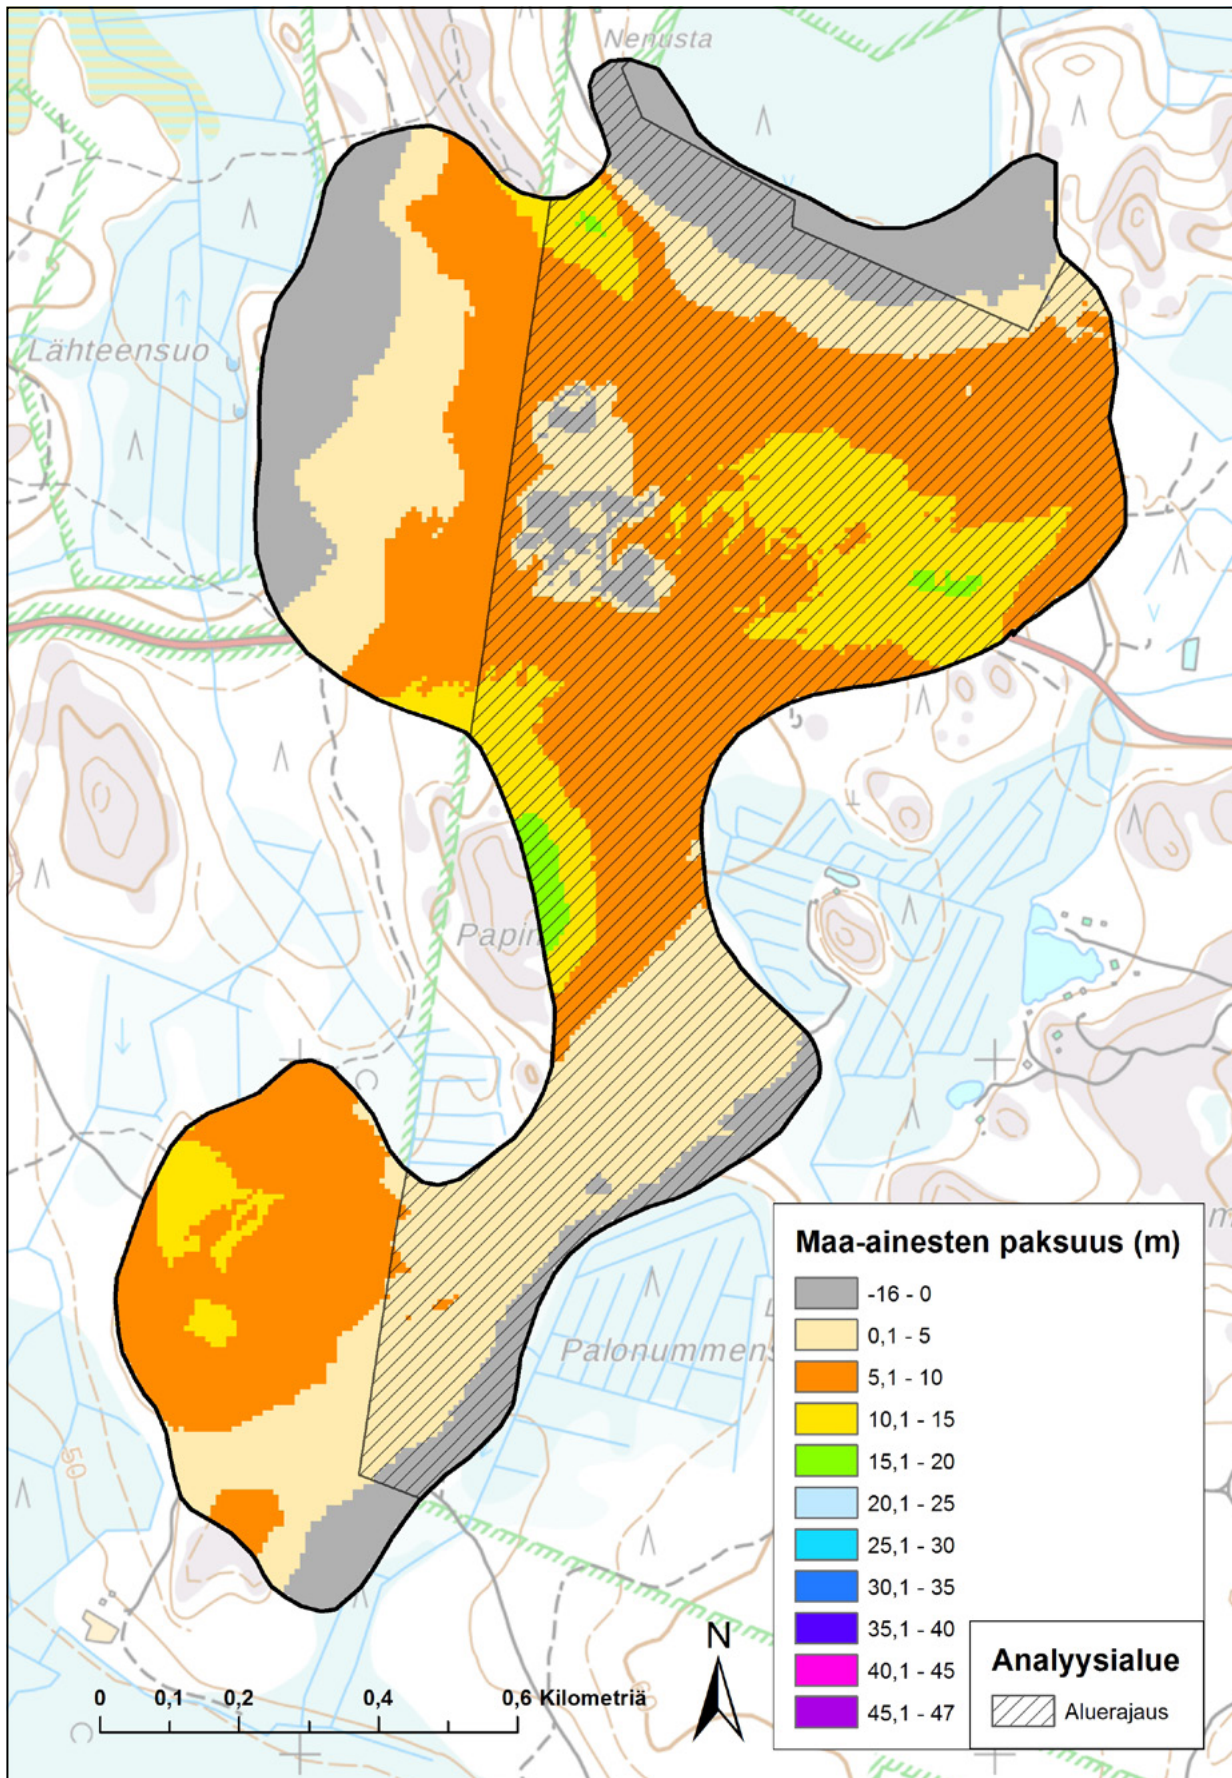 Nenusta
Lähteensuo
Papin
Palonummens
50
Maa-ainesten paksuus (m)
-16 - 0
0,1 - 5
5,1 - 10
10,1 - 15
15,1 - 20
20,1 - 25
25,1 - 30
30,1 - 35
35,1 - 40
40,1 - 45
45,1 - 47
Analyysialue
Aluerajaus
N
0 0,1 0,2 0,4 0,6 Kilometriä